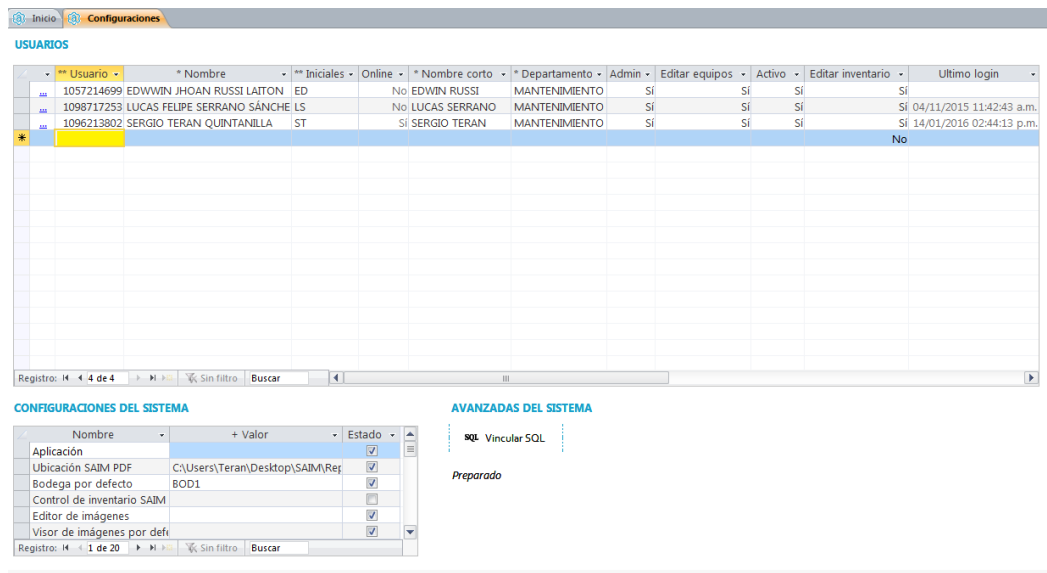 Inicio Configuraciones
USUARIOS
** Usuario * Nombre ** Iniciales Online * Nombre corto * Departamento Admin Editar equipos Activo Editar inventario Ultimo login
... 1057214699 EDWWIN JHOAN RUSSI LAITON ED No EDWIN RUSSI MANTENIMIENTO Sí Sí Sí Sí
... 1098717253 LUCAS FELIPE SERRANO SÁNCHE LS No LUCAS SERRANO MANTENIMIENTO Sí Sí Sí Sí 04/11/2015 11:42:43 a.m.
... 1096213802 SERGIO TERAN QUINTANILLA ST Sí SERGIO TERAN MANTENIMIENTO Sí Sí Sí Sí 14/01/2016 02:44:13 p.m.
* No
Registro: 4 de 4 Sin filtro Buscar
CONFIGURACIONES DEL SISTEMA AVANZADAS DEL SISTEMA
Nombre + Valor Estado
SQL Vincular SQL
Aplicación
Ubicación SAIM PDF C:\Users\Teran\Desktop\SAIM\Rep
Preparado
Bodega por defecto BOD1
Control de inventario SAIM
Editor de imágenes
Visor de imágenes por defe
Registro: 1 de 20 Sin filtro Buscar